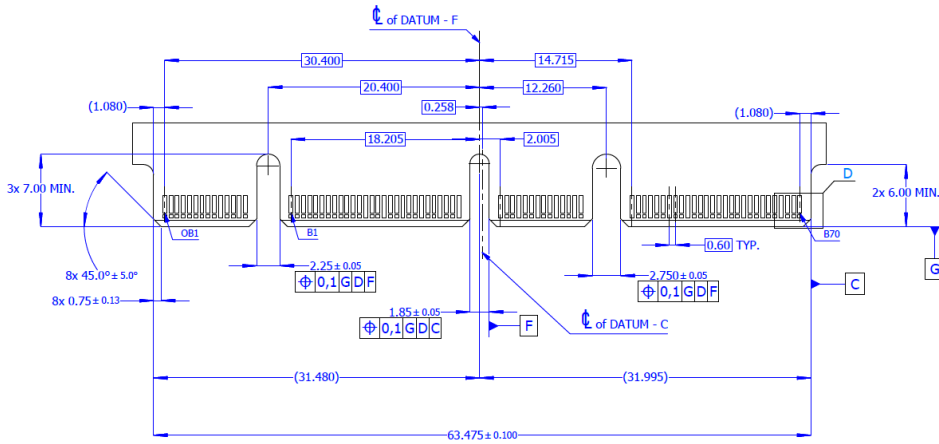 ℄ of DATUM - F
30.400
14.715
20.400
12.260
(1.080)
0.258
(1.080)
18.205
2.005
D
3x 7.00 MIN.
2x 6.00 MIN.
OB1
B1
B70
0.60 TYP.
G
8x 45.0° ± 5.0°
2.25 ± 0.05
⌖ 0,1 G D F
2.750 ± 0.05
⌖ 0,1 G D F
C
8x 0.75 ± 0.13
1.85 ± 0.05
⌖ 0,1 G D C
F
℄ of DATUM - C
(31.480)
(31.995)
63.475 ± 0.100